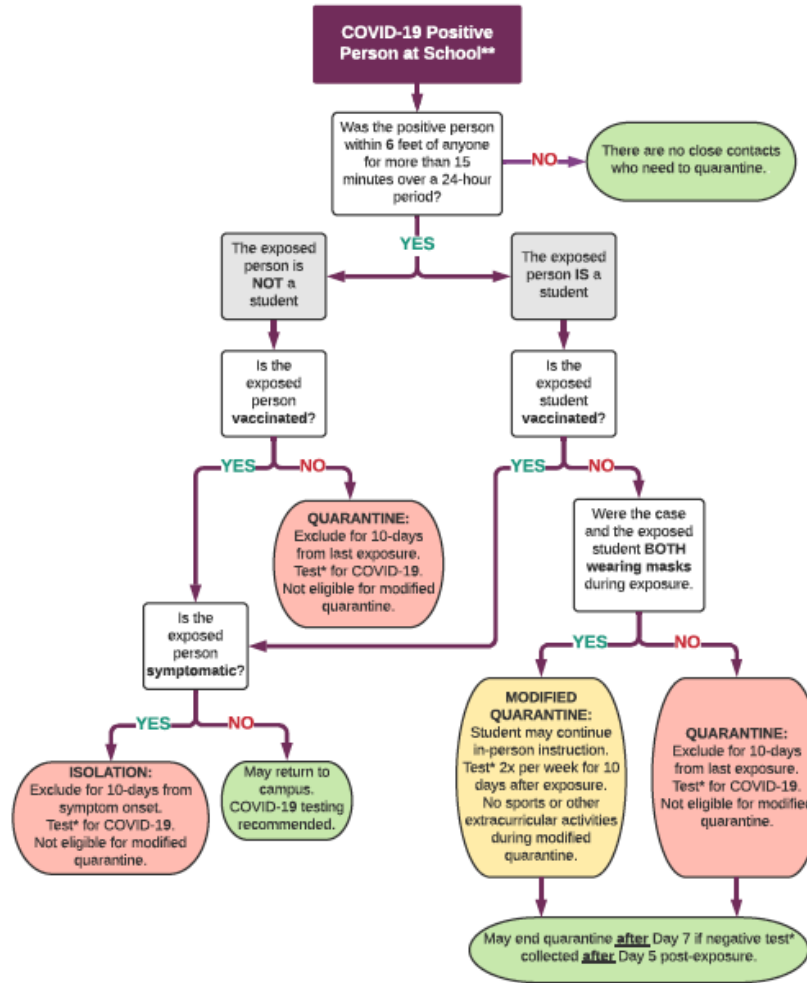 COVID-19 Positive
Person at School**
Was the positive person
within 6 feet of anyone
for more than 15
minutes over a 24-hour
period?
NO
There are no close contacts
who need to quarantine.
YES
The exposed
person is
NOT a
student
The exposed
person IS a
student
Is the
exposed
person
vaccinated?
Is the
exposed
student
vaccinated?
YES
NO
YES
NO
QUARANTINE:
Exclude for 10-days
from last exposure.
Test* for COVID-19.
Not eligible for modified
quarantine.
Were the case
and the exposed
student BOTH
wearing masks
during exposure.
Is the
exposed
person
symptomatic?
YES
NO
YES
NO
ISOLATION:
Exclude for 10-days from
symptom onset.
Test* for COVID-19.
Not eligible for modified
quarantine.
May return to
campus.
COVID-19 testing
recommended.
MODIFIED
QUARANTINE:
Student may continue
in-person instruction.
Test* 2x per week for 10
days after exposure.
No sports or other
extracurricular activities
during modified
quarantine.
QUARANTINE:
Exclude for 10-days
from last exposure.
Test* for COVID-19.
Not eligible for modified
quarantine.
May end quarantine after Day 7 if negative test*
collected after Day 5 post-exposure.